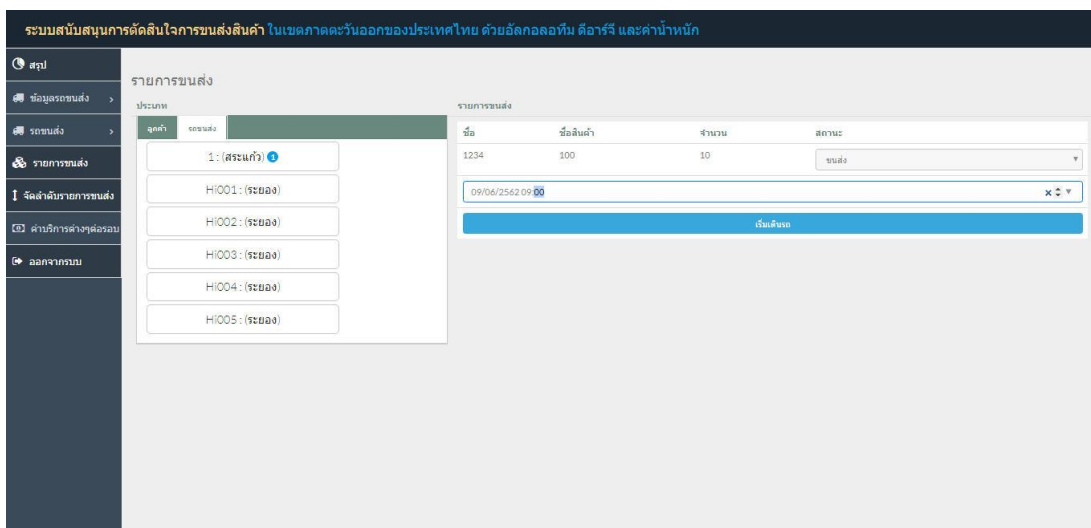 ระบบสนับสนุนการตัดสินใจการขนส่งสินค้า ในเขตภาคตะวันออกของประเทศไทย ด้วยอัลกอลอทึม ดีอาร์จี และค่าน้ำหนัก
สรุป
ข้อมูลรถขนส่ง
รถขนส่ง
รายการขนส่ง
จัดลำดับรายการขนส่ง
ค่าบริการต่างๆต่อรอบ
ออกจากระบบ
รายการขนส่ง
ประเภท
ลูกค้า รถขนส่ง
1 : (สระแก้ว) 1
Hi001 : (ระยอง)
Hi002 : (ระยอง)
Hi003 : (ระยอง)
Hi004 : (ระยอง)
Hi005 : (ระยอง)
รายการขนส่ง
ชื่อ ชื่อสินค้า จำนวน สถานะ
1234 100 10 ขนส่ง
09/06/2562 09:00
เริ่มเดินรถ